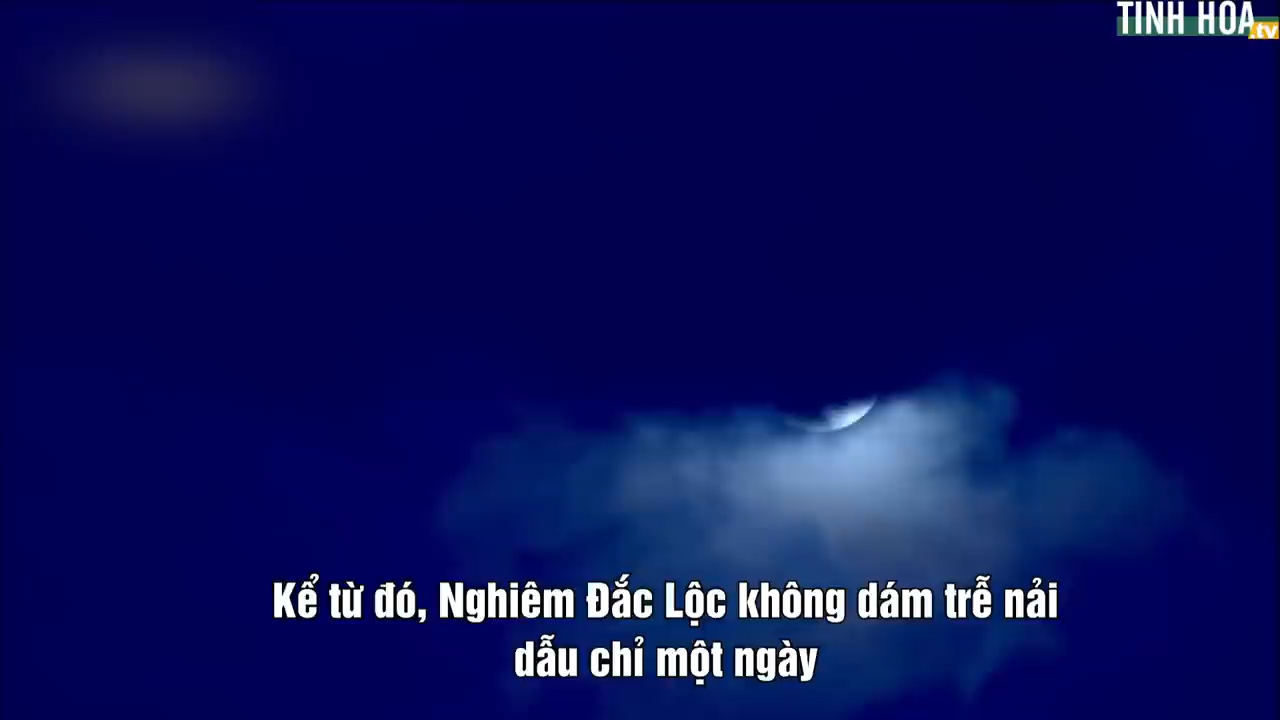 TINH HOA
.tv
Kể từ đó, Nghiêm Đắc Lộc không dám trễ nải
dẫu chỉ một ngày